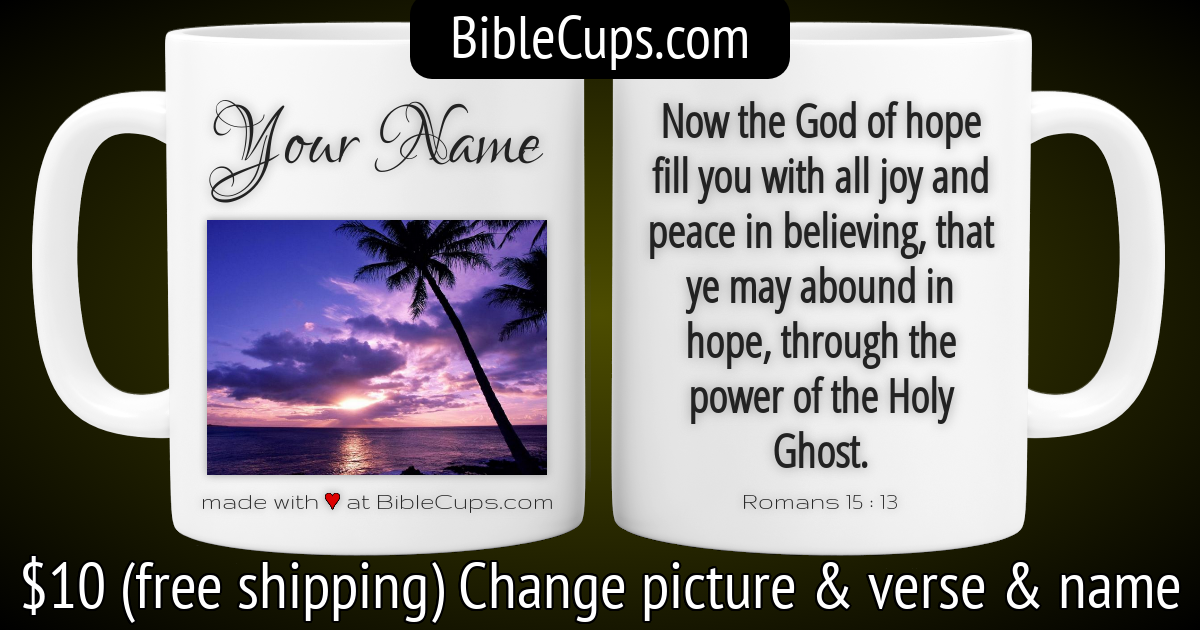 BibleCups.com
Your Name
made with ♥ at BibleCups.com
Now the God of hope
fill you with all joy and
peace in believing, that
ye may abound in
hope, through the
power of the Holy
Ghost.
Romans 15 : 13
$10 (free shipping) Change picture & verse & name